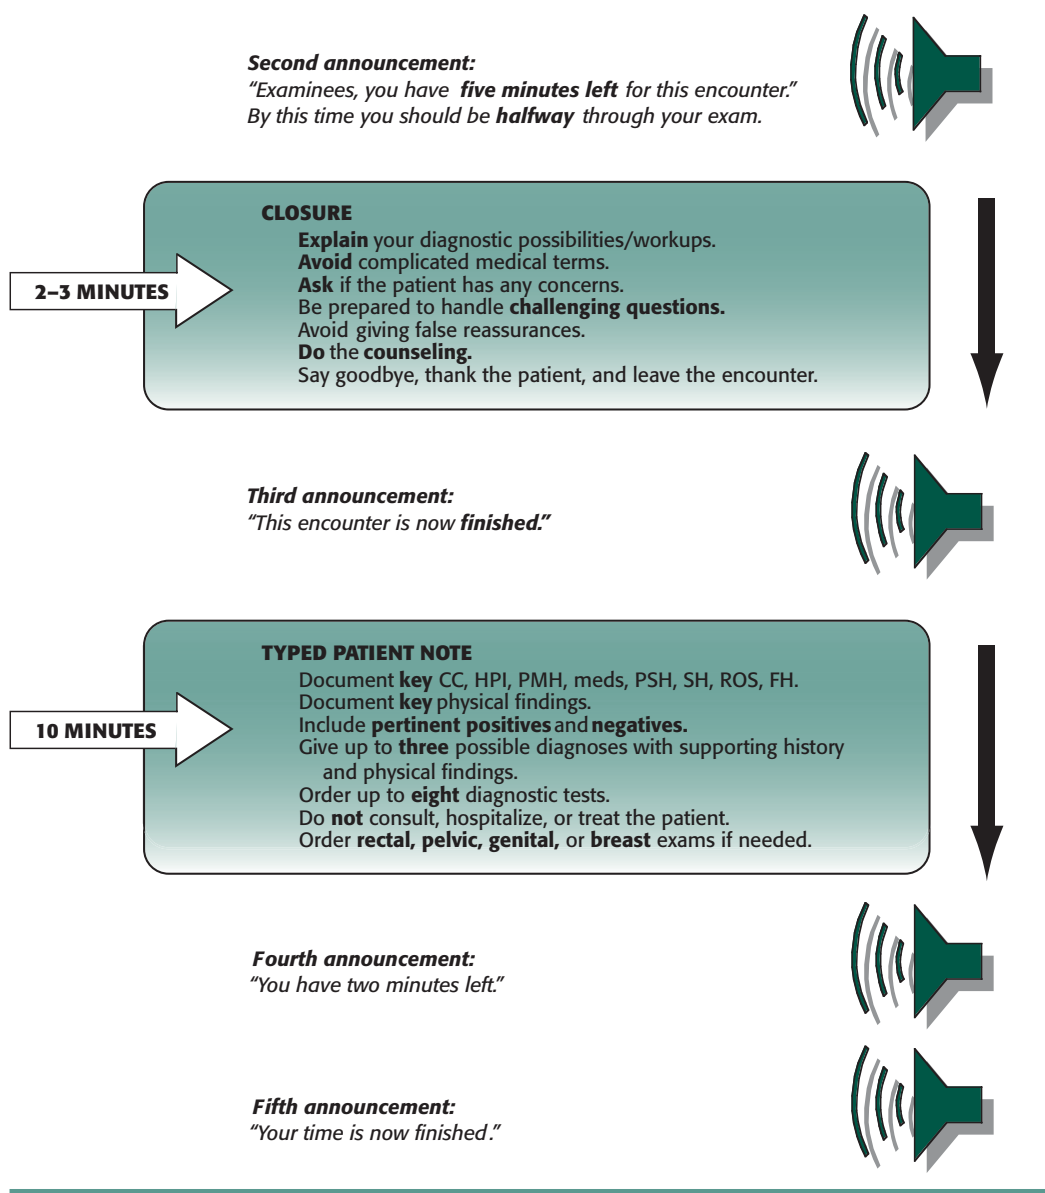 Second announcement:
“Examinees, you have five minutes left for this encounter.”
By this time you should be halfway through your exam.
CLOSURE
Explain your diagnostic possibilities/workups.
Avoid complicated medical terms.
Ask if the patient has any concerns.
2–3 MINUTES
Be prepared to handle challenging questions.
Avoid giving false reassurances.
Do the counseling.
Say goodbye, thank the patient, and leave the encounter.
Third announcement:
“This encounter is now finished.”
TYPED PATIENT NOTE
Document key CC, HPI, PMH, meds, PSH, SH, ROS, FH.
Document key physical findings.
Include pertinent positives and negatives.
10 MINUTES
Give up to three possible diagnoses with supporting history
and physical findings.
Order up to eight diagnostic tests.
Do not consult, hospitalize, or treat the patient.
Order rectal, pelvic, genital, or breast exams if needed.
Fourth announcement:
“You have two minutes left.”
Fifth announcement:
“Your time is now finished.”